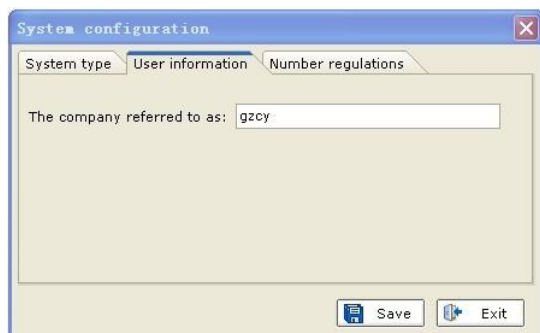 System configuration
System type User information Number regulations
The company referred to as: gzcy
Save Exit